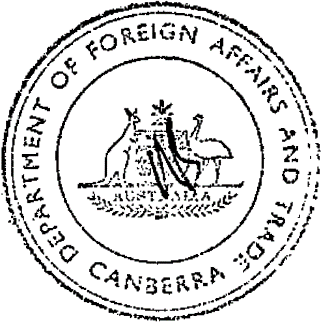 DEPARTMENT OF FOREIGN AFFAIRS AND TRADE
CANBERRA
AUSTRALIA